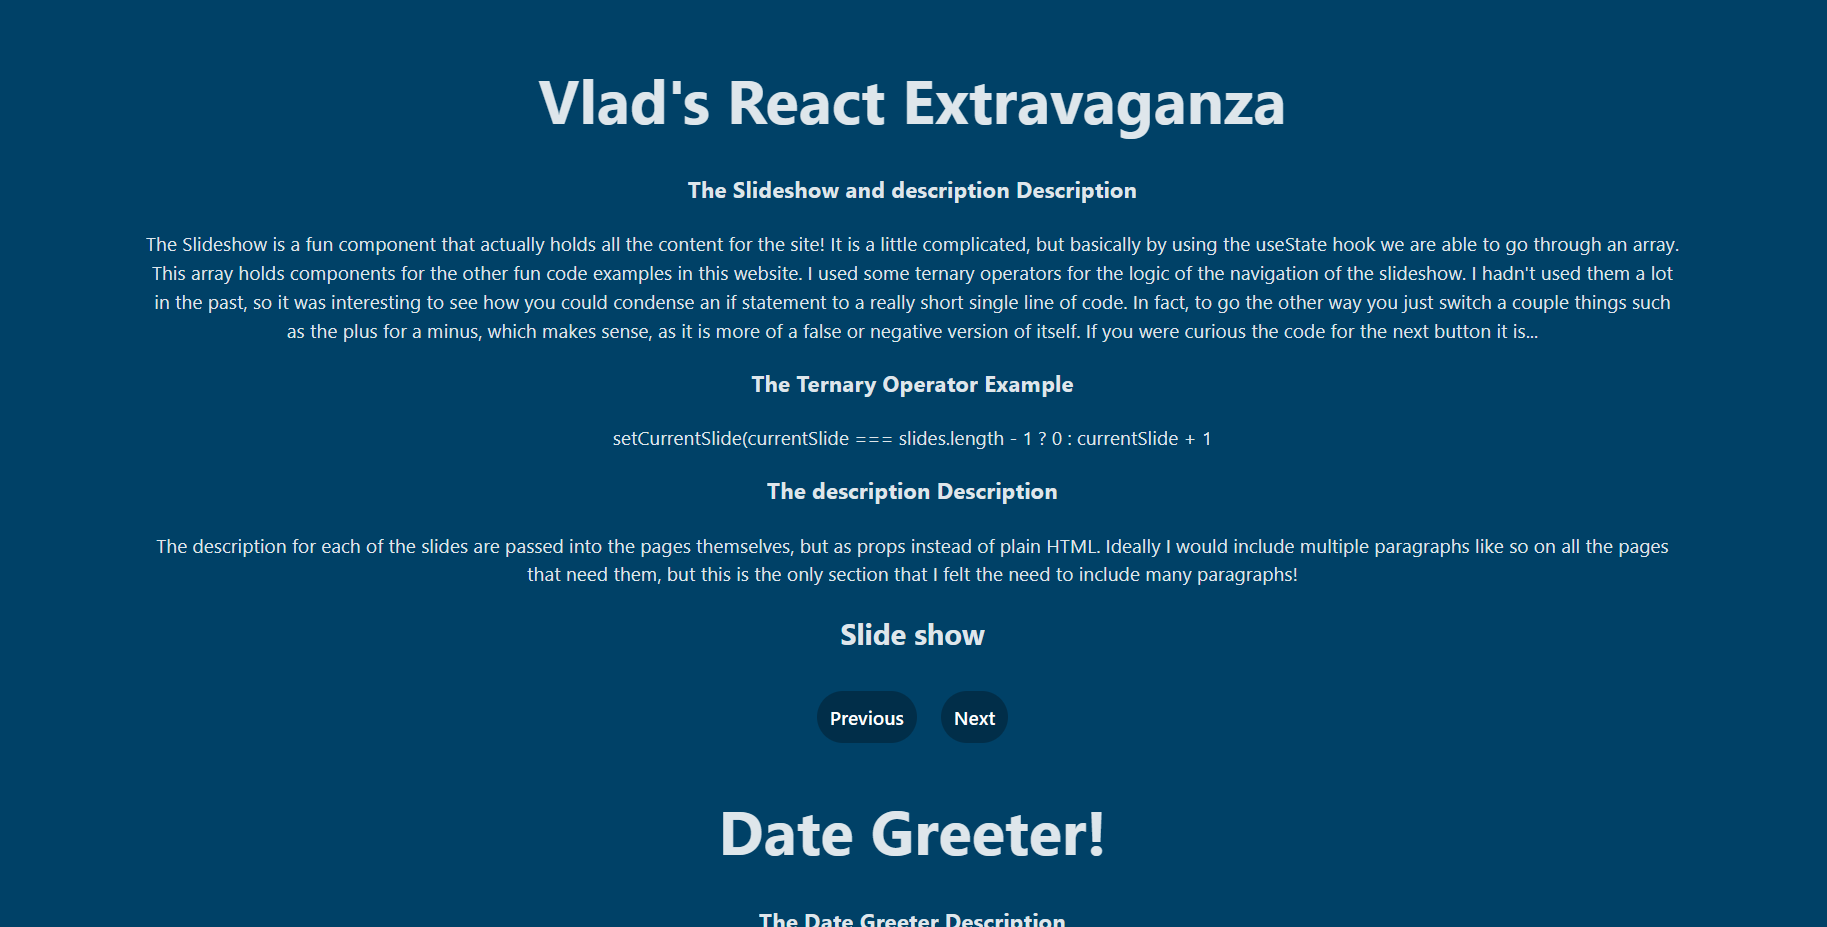 Vlad's React Extravaganza
The Slideshow and description Description
The Slideshow is a fun component that actually holds all the content for the site! It is a little complicated, but basically by using the useState hook we are able to go through an array.
This array holds components for the other fun code examples in this website. I used some ternary operators for the logic of the navigation of the slideshow. I hadn't used them a lot
in the past, so it was interesting to see how you could condense an if statement to a really short single line of code. In fact, to go the other way you just switch a couple things such
as the plus for a minus, which makes sense, as it is more of a false or negative version of itself. If you were curious the code for the next button it is...
The Ternary Operator Example
setCurrentSlide(currentSlide === slides.length - 1 ? 0 : currentSlide + 1
The description Description
The description for each of the slides are passed into the pages themselves, but as props instead of plain HTML. Ideally I would include multiple paragraphs like so on all the pages
that need them, but this is the only section that I felt the need to include many paragraphs!
Slide show
Previous Next
Date Greeter!
The Date Greeter Description